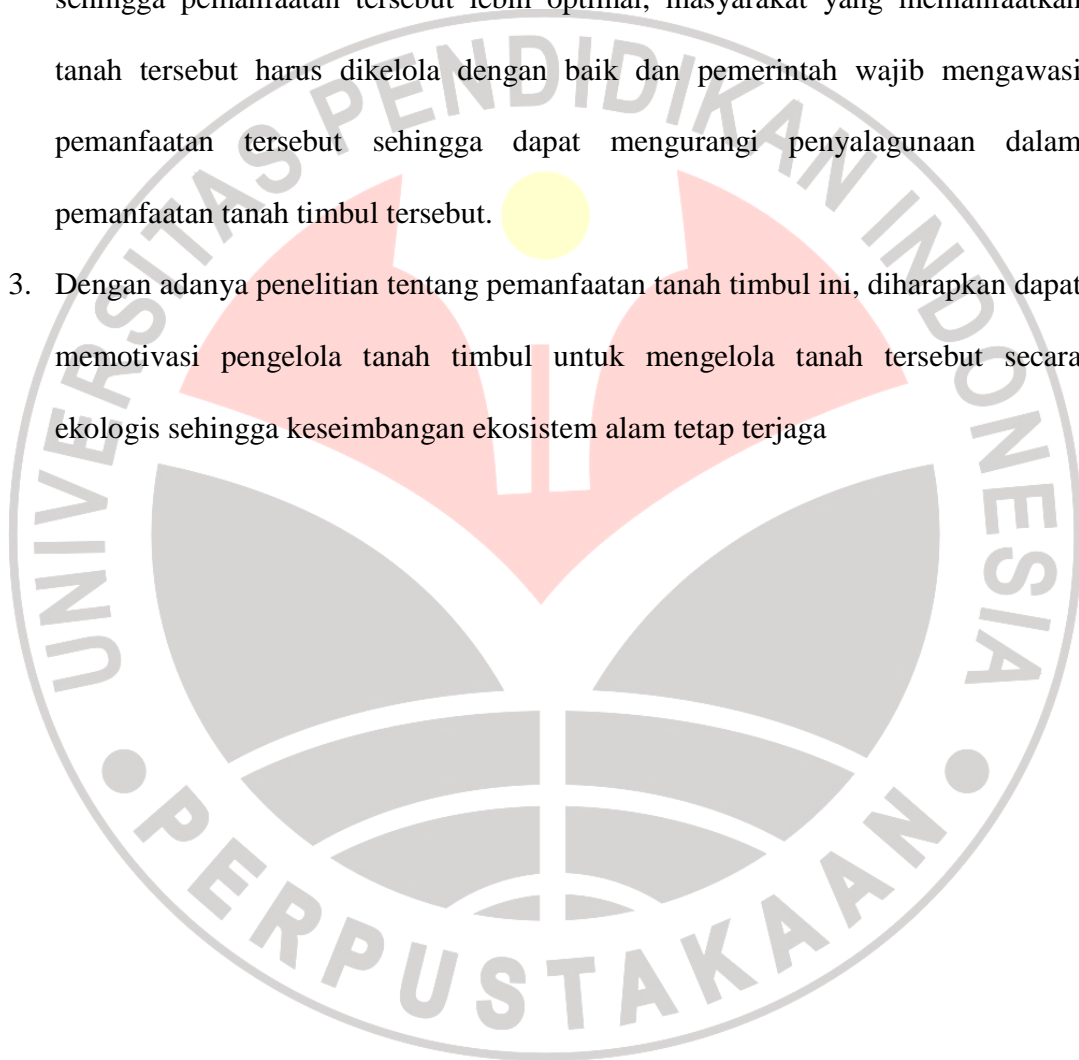 sehingga pemanfaatan tersebut lebih optimal, masyarakat yang memanfaatkan
tanah tersebut harus dikelola dengan baik dan pemerintah wajib mengawasi
pemanfaatan tersebut sehingga dapat mengurangi penyalagunaan dalam
pemanfaatan tanah timbul tersebut.
3. Dengan adanya penelitian tentang pemanfaatan tanah timbul ini, diharapkan dapat
memotivasi pengelola tanah timbul untuk mengelola tanah tersebut secara
ekologis sehingga keseimbangan ekosistem alam tetap terjaga
UNIVERSITAS PENDIDIKAN INDONESIA
PERPUSTAKAAN